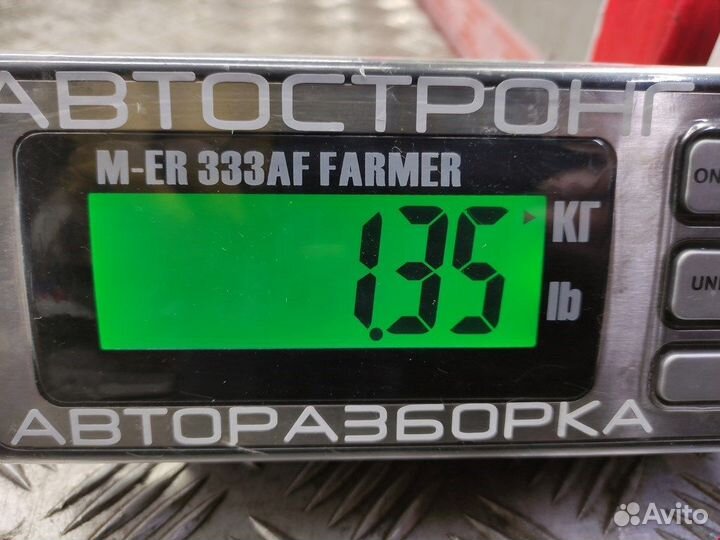 АВТОСТРОНГ
M-ER 333AF FARMER
1.35
КГ
lb
ON
UNI
АВТОРАЗБОРКА
Avito